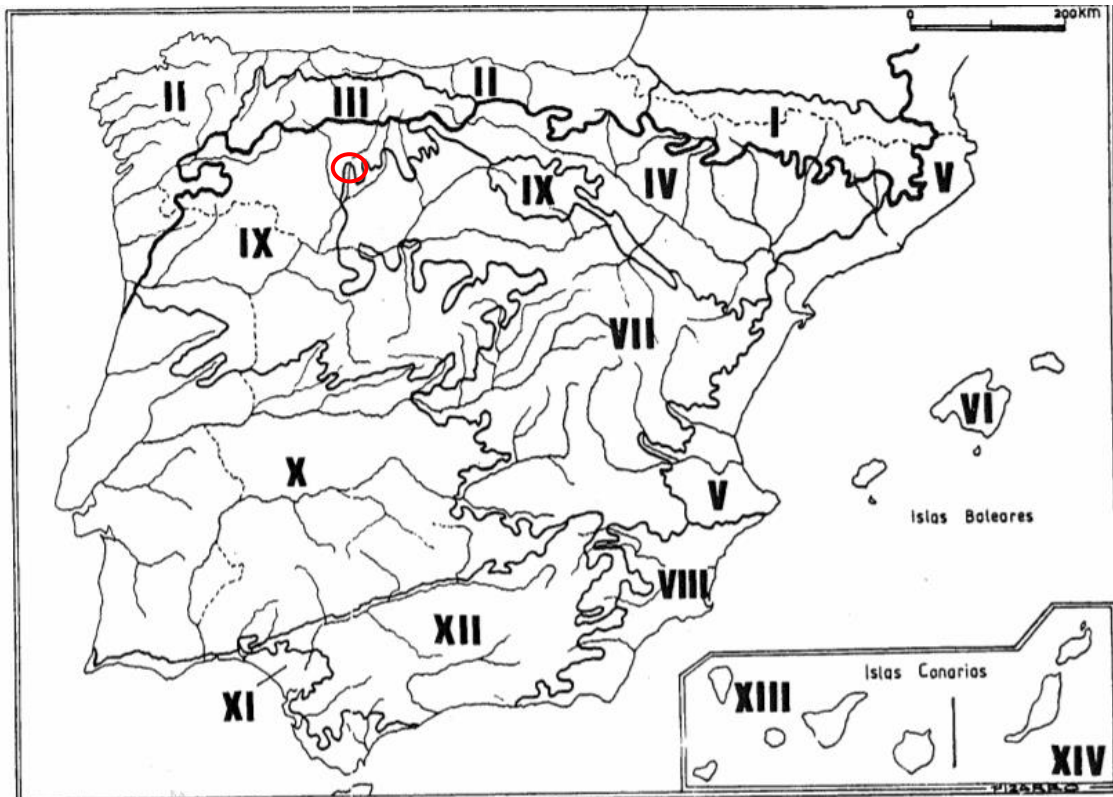 0 200km
II
II
III
I
IX
IV
V
IX
VII
VI
X
V
Islas Baleares
VIII
XII
Islas Canarias
XI
XIII
XIV
PIZARRO